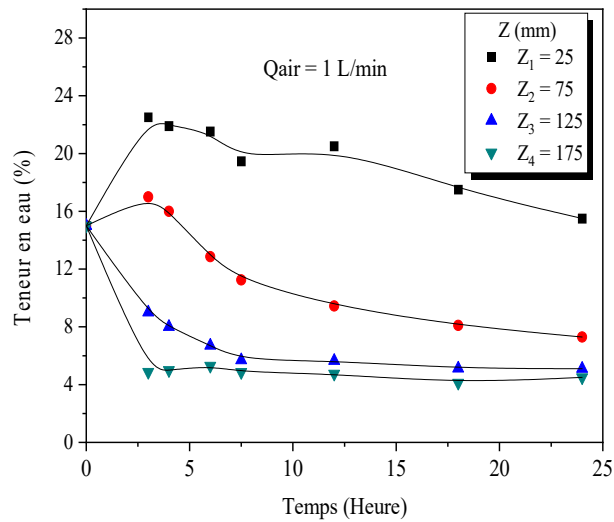 Z (mm)
Z1 = 25
Z2 = 75
Z3 = 125
Z4 = 175
Qair = 1 L/min
Teneur en eau (%)
28
24
20
16
12
8
4
0
0
5
10
15
20
25
Temps (Heure)